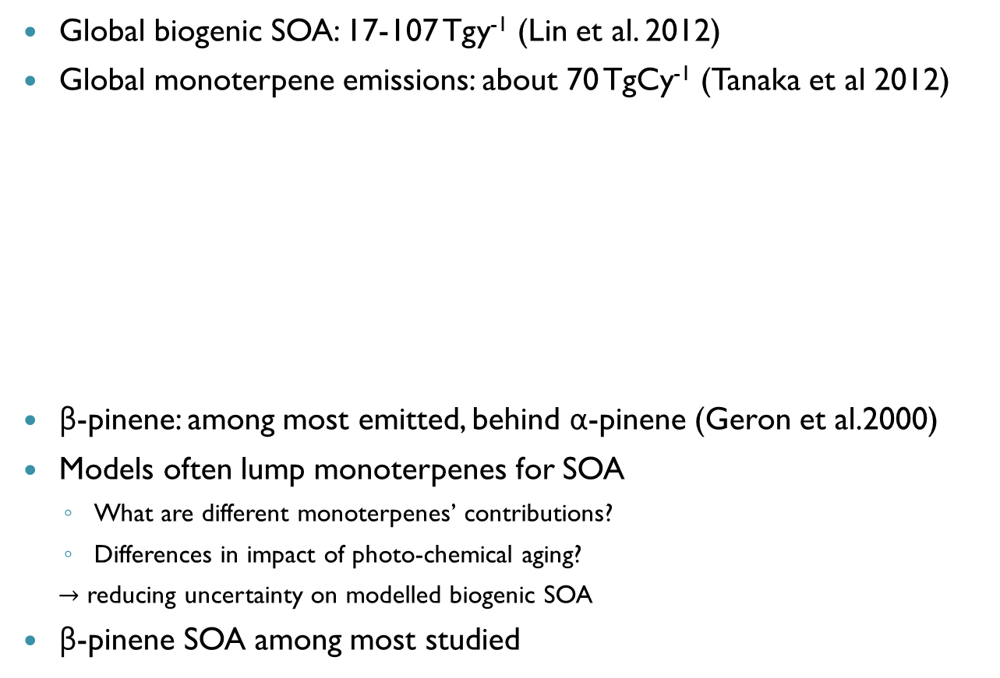 • Global biogenic SOA: 17-107 Tgy⁻¹ (Lin et al. 2012)
• Global monoterpene emissions: about 70 TgCy⁻¹ (Tanaka et al 2012)
• β-pinene: among most emitted, behind α-pinene (Geron et al.2000)
• Models often lump monoterpenes for SOA
◦ What are different monoterpenes’ contributions?
◦ Differences in impact of photo-chemical aging?
→ reducing uncertainty on modelled biogenic SOA
• β-pinene SOA among most studied